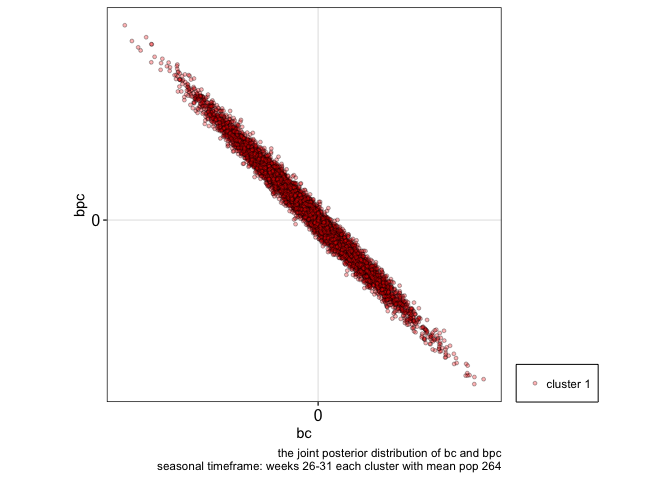 bpc
0
0
bc
cluster 1
the joint posterior distribution of bc and bpc
seasonal timeframe: weeks 26-31 each cluster with mean pop 264